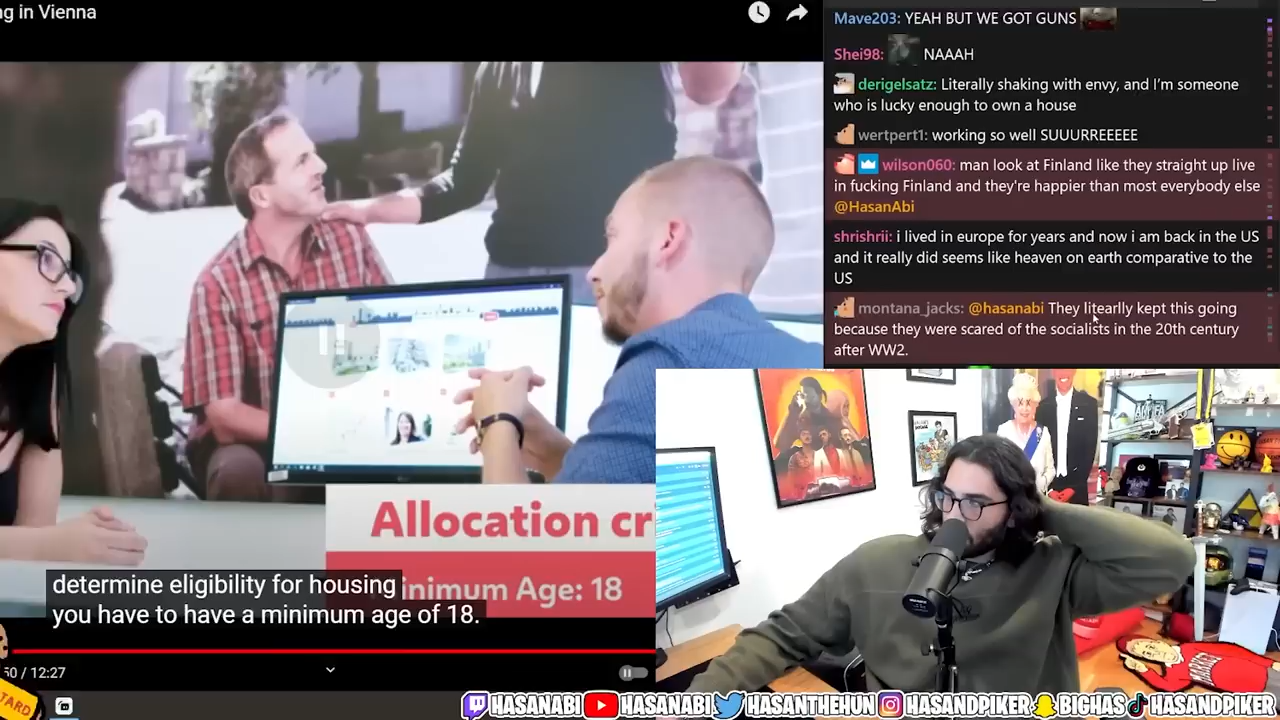 g in Vienna
Mave203: YEAH BUT WE GOT GUNS
Shei98: NAAAH
derigelsatz: Literally shaking with envy, and I'm someone
who is lucky enough to own a house
wertpert1: working so well SUUURREEEEE
wilson060: man look at Finland like they straight up live
in fucking Finland and they're happier than most everybody else
@HasanAbi
shrishrii: i lived in europe for years and now i am back in the US
and it really did seems like heaven on earth comparative to the
US
montana_jacks: @hasanabi They litearlly kept this going
because they were scared of the socialists in the 20th century
after WW2.
Allocation cr
inimum Age: 18
determine eligibility for housing
you have to have a minimum age of 18.
50 / 12:27
TARD
HASANABI HASANABI HASANTHEHUN HASANDPIKER BIGHAS HASANDPIKER